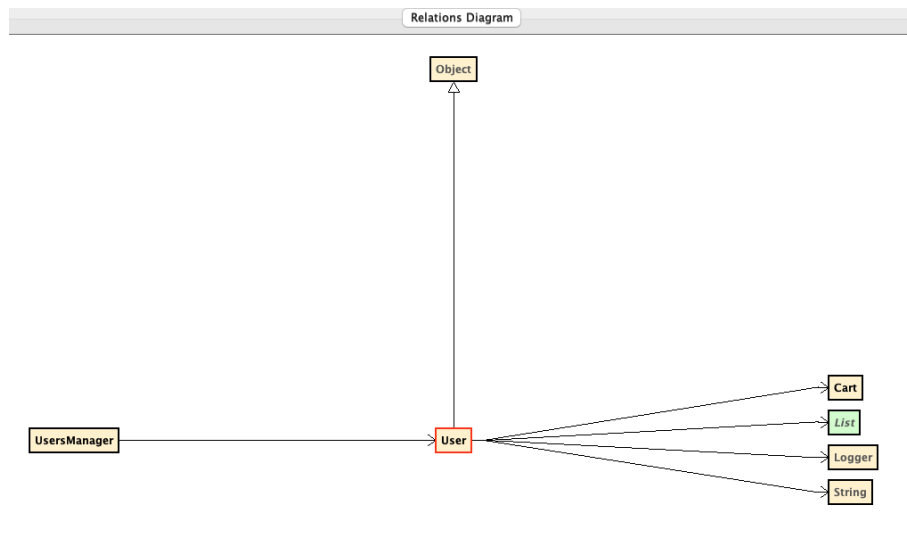 Relations Diagram
Object
Cart
List
UsersManager
User
Logger
String